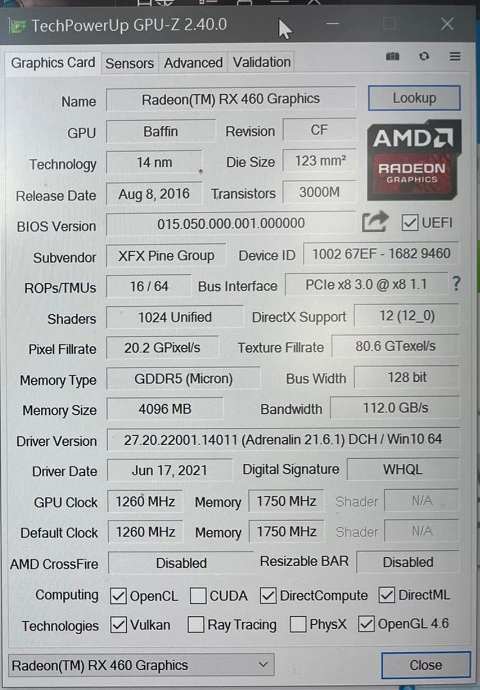 TechPowerUp GPU-Z 2.40.0
Graphics Card Sensors Advanced Validation
Name Radeon(TM) RX 460 Graphics Lookup
GPU Baffin Revision CF
AMD
RADEON
GRAPHICS
Technology 14 nm Die Size 123 mm²
Release Date Aug 8, 2016 Transistors 3000M
BIOS Version 015.050.000.001.000000 UEFI
Subvendor XFX Pine Group Device ID 1002 67EF - 1682 9460
ROPs/TMUs 16 / 64 Bus Interface PCIe x8 3.0 @ x8 1.1 ?
Shaders 1024 Unified DirectX Support 12 (12_0)
Pixel Fillrate 20.2 GPixel/s Texture Fillrate 80.6 GTexel/s
Memory Type GDDR5 (Micron) Bus Width 128 bit
Memory Size 4096 MB Bandwidth 112.0 GB/s
Driver Version 27.20.22001.14011 (Adrenalin 21.6.1) DCH / Win10 64
Driver Date Jun 17, 2021 Digital Signature WHQL
GPU Clock 1260 MHz Memory 1750 MHz Shader N/A
Default Clock 1260 MHz Memory 1750 MHz Shader N/A
AMD CrossFire Disabled Resizable BAR Disabled
Computing OpenCL CUDA DirectCompute DirectML
Technologies Vulkan Ray Tracing PhysX OpenGL 4.6
Radeon(TM) RX 460 Graphics Close